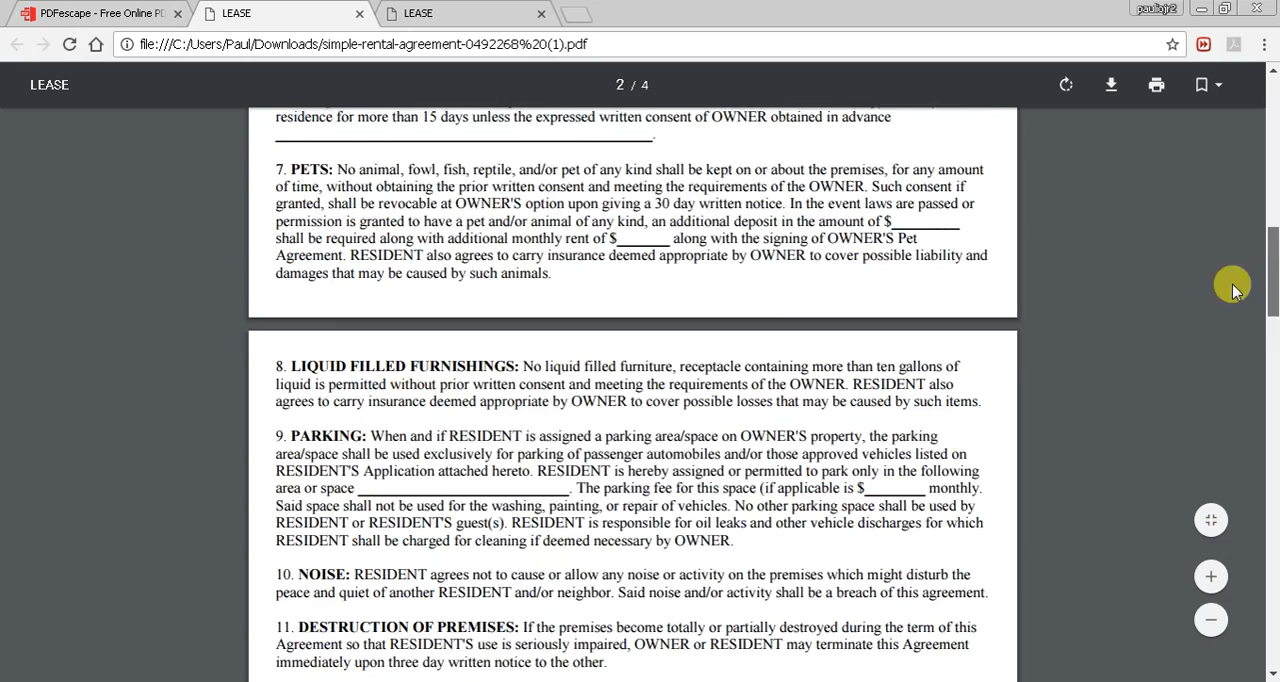 PDFescape - Free Online PD
LEASE
LEASE
paulojr2
file:///C:/Users/Paul/Downloads/simple-rental-agreement-0492268%20(1).pdf
LEASE
2 / 4
residence for more than 15 days unless the expressed written consent of OWNER obtained in advance
____________________________________________.
7. PETS: No animal, fowl, fish, reptile, and/or pet of any kind shall be kept on or about the premises, for any amount
of time, without obtaining the prior written consent and meeting the requirements of the OWNER. Such consent if
granted, shall be revocable at OWNER'S option upon giving a 30 day written notice. In the event laws are passed or
permission is granted to have a pet and/or animal of any kind, an additional deposit in the amount of $________
shall be required along with additional monthly rent of $______ along with the signing of OWNER'S Pet
Agreement. RESIDENT also agrees to carry insurance deemed appropriate by OWNER to cover possible liability and
damages that may be caused by such animals.
8. LIQUID FILLED FURNISHINGS: No liquid filled furniture, receptacle containing more than ten gallons of
liquid is permitted without prior written consent and meeting the requirements of the OWNER. RESIDENT also
agrees to carry insurance deemed appropriate by OWNER to cover possible losses that may be caused by such items.
9. PARKING: When and if RESIDENT is assigned a parking area/space on OWNER'S property, the parking
area/space shall be used exclusively for parking of passenger automobiles and/or those approved vehicles listed on
RESIDENT'S Application attached hereto. RESIDENT is hereby assigned or permitted to park only in the following
area or space ________________________. The parking fee for this space (if applicable is $_______ monthly.
Said space shall not be used for the washing, painting, or repair of vehicles. No other parking space shall be used by
RESIDENT or RESIDENT'S guest(s). RESIDENT is responsible for oil leaks and other vehicle discharges for which
RESIDENT shall be charged for cleaning if deemed necessary by OWNER.
10. NOISE: RESIDENT agrees not to cause or allow any noise or activity on the premises which might disturb the
peace and quiet of another RESIDENT and/or neighbor. Said noise and/or activity shall be a breach of this agreement.
11. DESTRUCTION OF PREMISES: If the premises become totally or partially destroyed during the term of this
Agreement so that RESIDENT'S use is seriously impaired, OWNER or RESIDENT may terminate this Agreement
immediately upon three day written notice to the other.